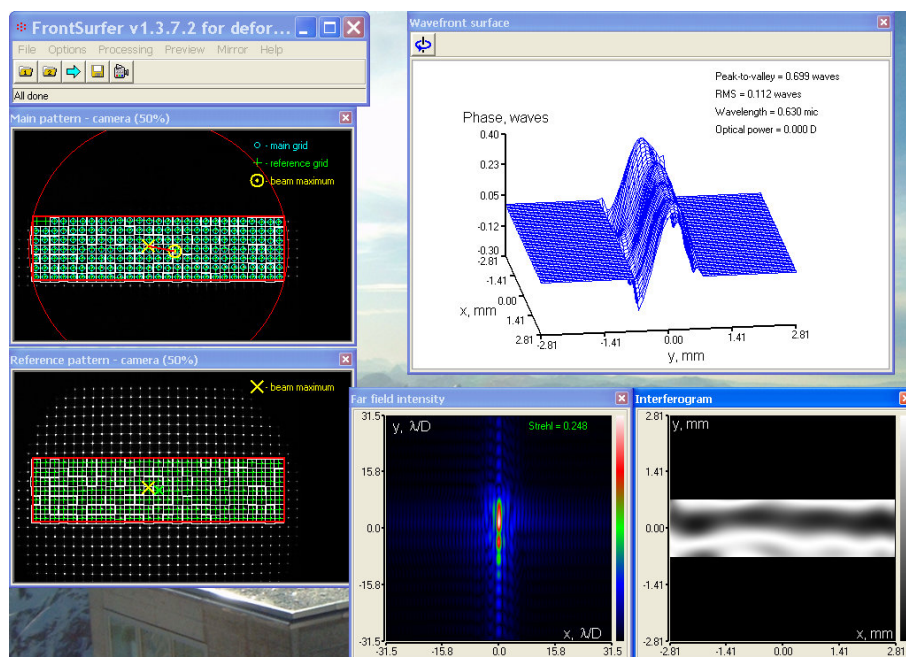 FrontSurfer v1.3.7.2 for defor...
File Options Processing Preview Mirror Help
All done
Main pattern - camera (50%)
- main grid
- reference grid
- beam maximum
Reference pattern - camera (50%)
- beam maximum
Wavefront surface
Peak-to-valley = 0.699 waves
RMS = 0.112 waves
Wavelength = 0.630 mic
Optical power = 0.000 D
Phase, waves
0.40
0.23
0.05
-0.12
-0.30
-2.81
-1.41
0.00
1.41
2.81
x, mm
-2.81
-1.41
0.00
1.41
2.81
y, mm
Far field intensity
31.5
15.8
0.0
-15.8
-31.5
y, λ/D
Strehl = 0.248
x, λ/D
-31.5
-15.8
0.0
15.8
31.5
Interferogram
2.81
1.41
0.00
-1.41
-2.81
y, mm
x, mm
-2.81
-1.41
0.00
1.41
2.81